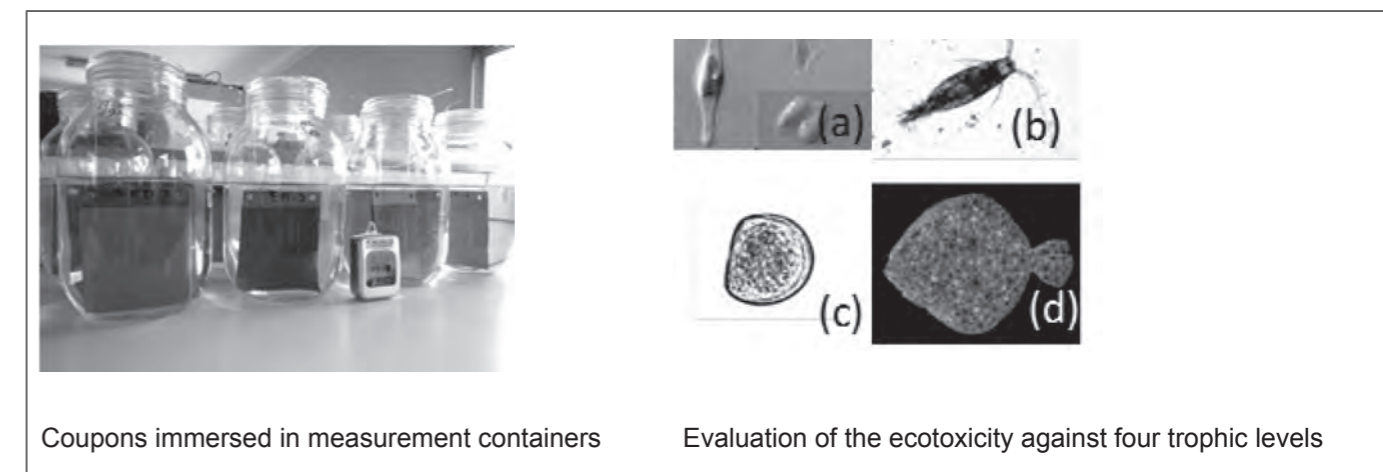 (a)
(b)
(c)
(d)
Coupons immersed in measurement containers
Evaluation of the ecotoxicity against four trophic levels